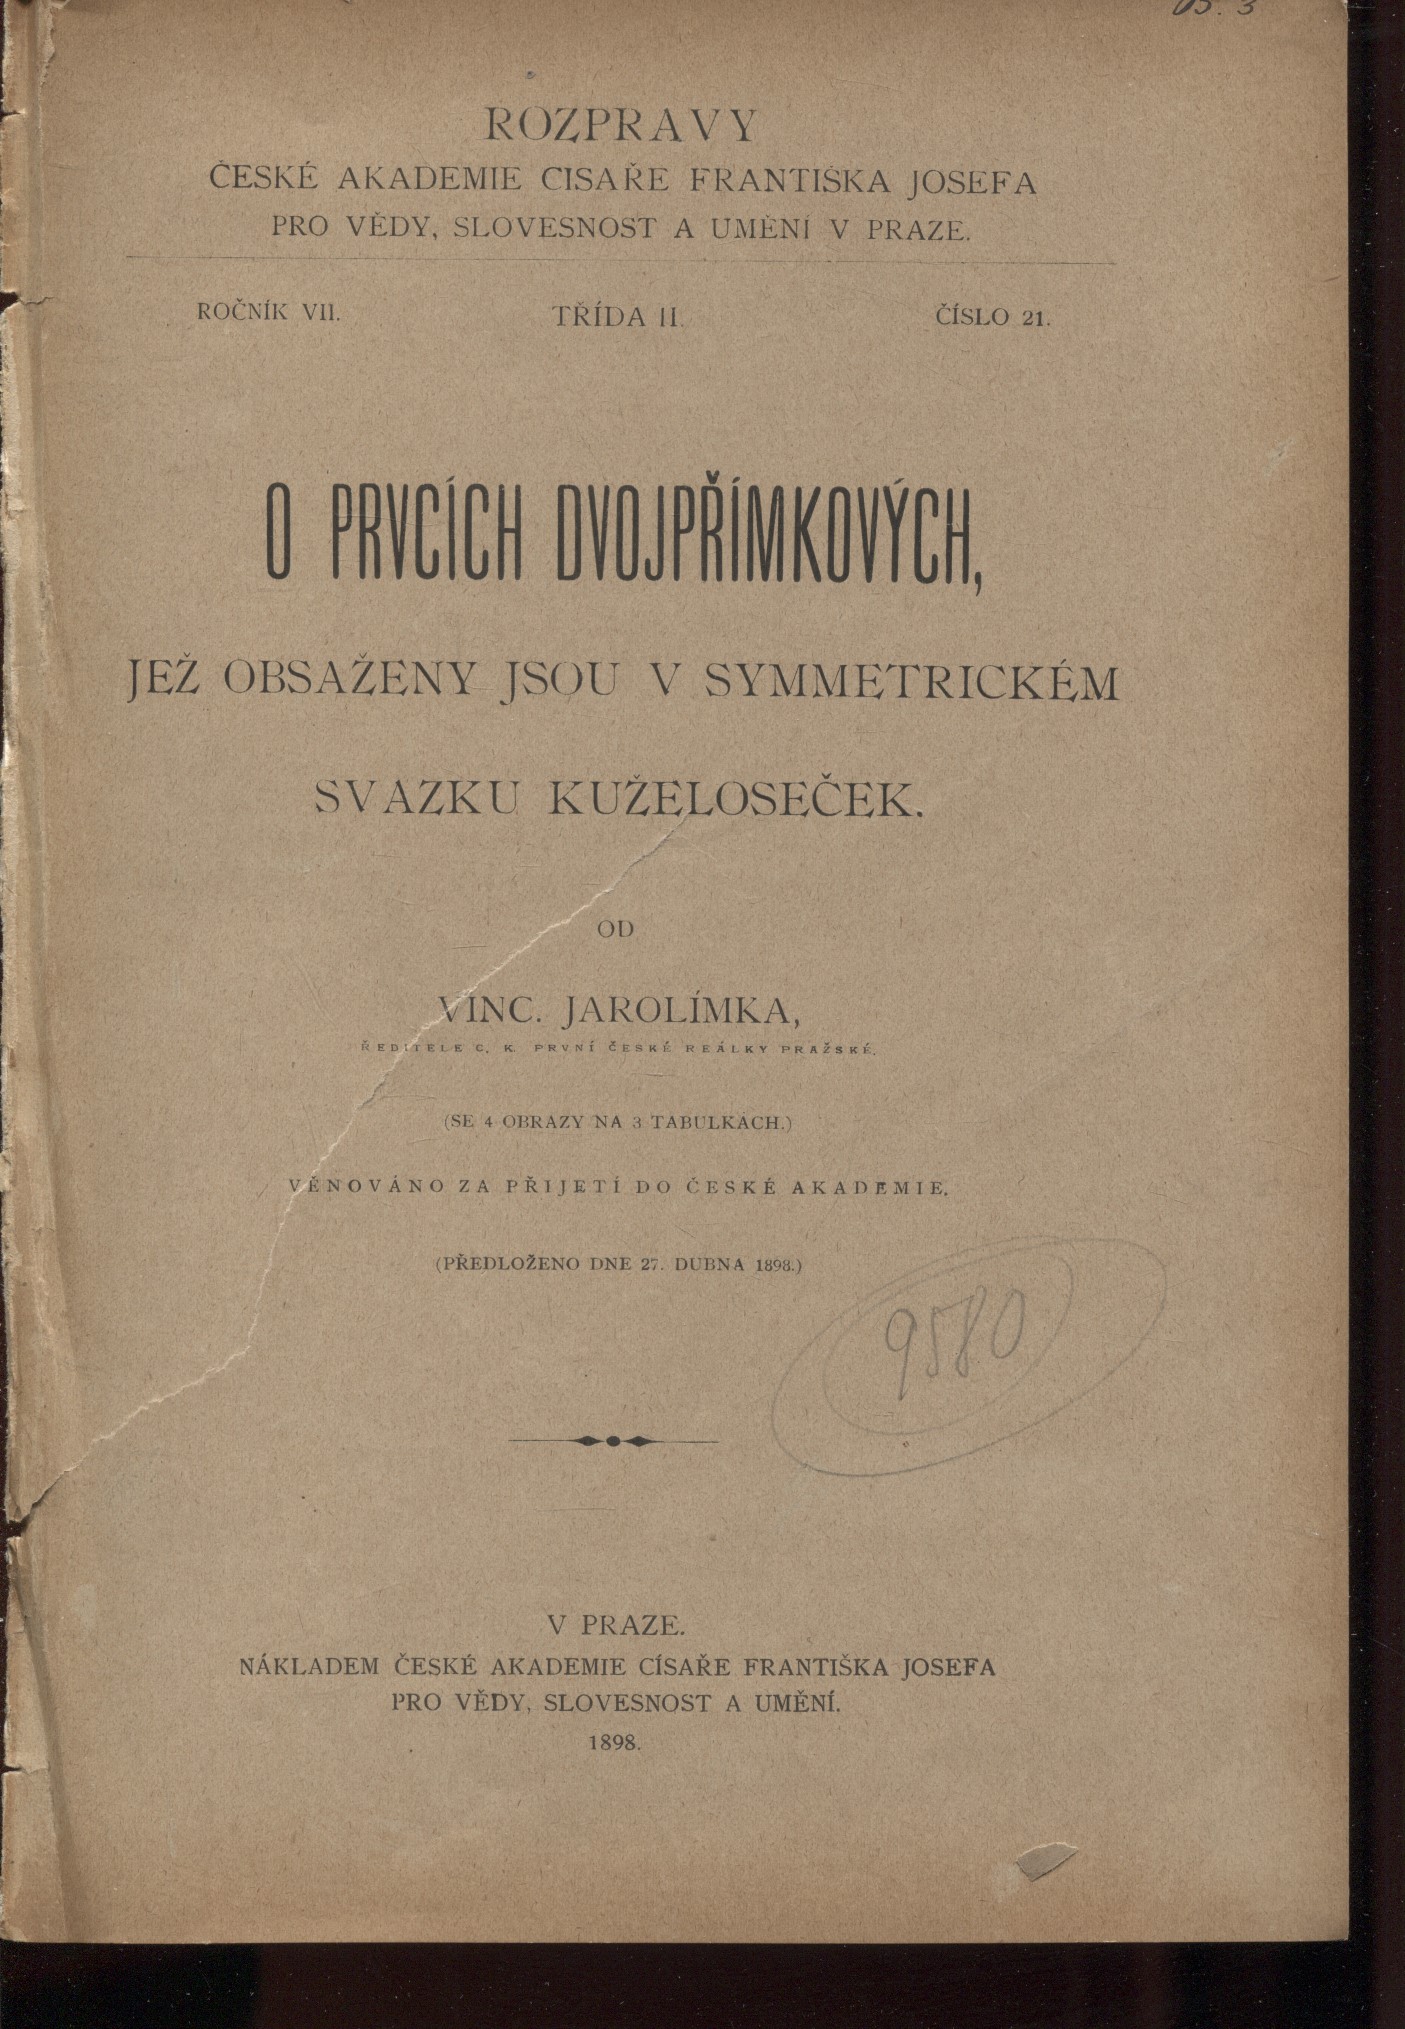 ROZPRAVY
ČESKÉ AKADEMIE CISAŘE FRANTIŠKA JOSEFA
PRO VĚDY, SLOVESNOST A UMĚNÍ V PRAZE.
ROČNÍK VII. TŘÍDA II. ČÍSLO 21.
O PRVCÍCH DVOJPŘÍMKOVÝCH,
JEŽ OBSAŽENY JSOU V SYMMETRICKÉM
SVAZKU KUŽELOSEČEK.
OD
VINC. JAROLÍMKA,
ŘEDITELE C. K. PRVNÍ ČESKÉ REÁLKY PRAŽSKÉ.
(SE 4 OBRAZY NA 3 TABULKÁCH.)
VĚNOVÁNO ZA PŘIJETÍ DO ČESKÉ AKADEMIE.
(PŘEDLOŽENO DNE 27. DUBNA 1898.)
9580
V PRAZE.
NÁKLADEM ČESKÉ AKADEMIE CÍSAŘE FRANTIŠKA JOSEFA
PRO VĚDY, SLOVESNOST A UMĚNÍ.
1898.